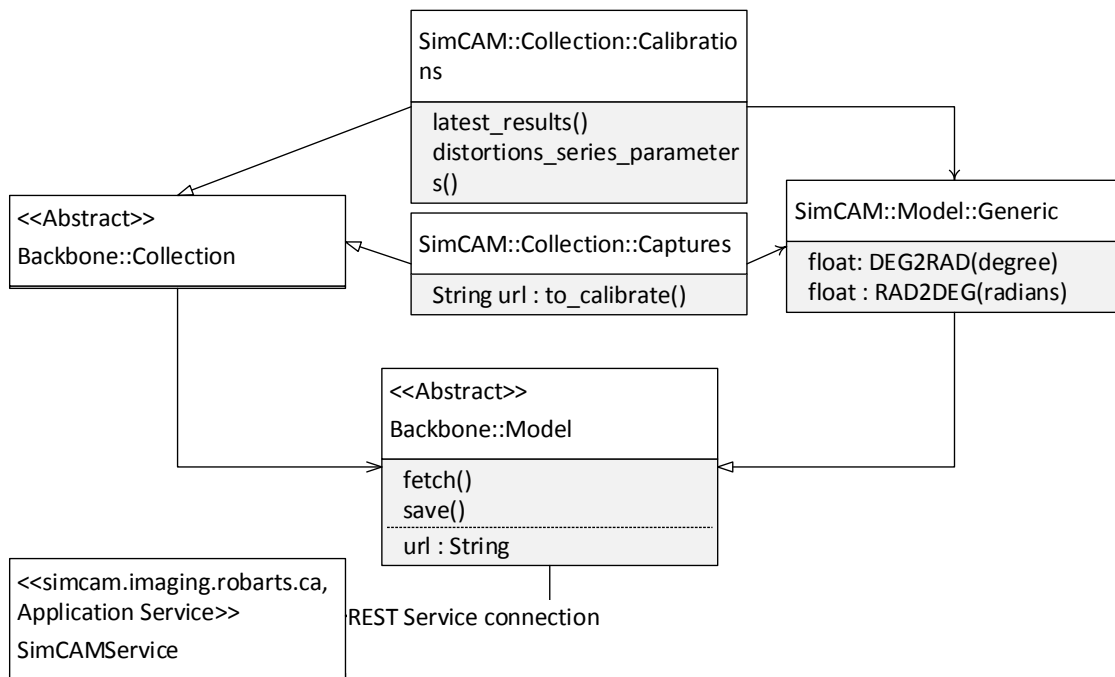 SimCAM::Collection::Calibratio
ns
latest_results()
distortions_series_parameter
s()
<<Abstract>>
Backbone::Collection
SimCAM::Collection::Captures
String url : to_calibrate()
SimCAM::Model::Generic
float: DEG2RAD(degree)
float : RAD2DEG(radians)
<<Abstract>>
Backbone::Model
fetch()
save()
url : String
<<simcam.imaging.robarts.ca,
Application Service>>
SimCAMService
REST Service connection